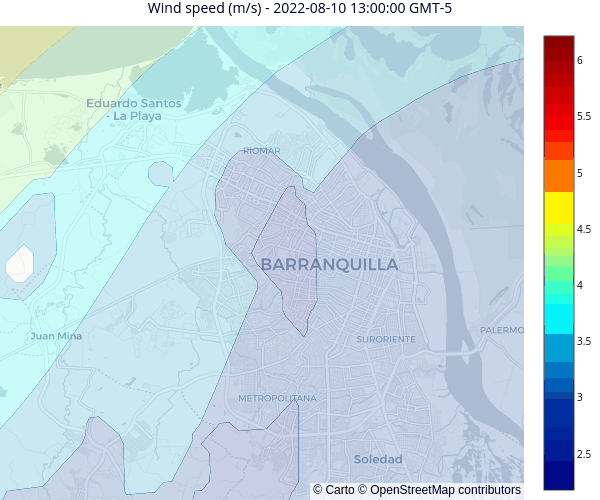 Wind speed (m/s) - 2022-08-10 13:00:00 GMT-5
6
5.5
5
4.5
4
3.5
3
2.5
Eduardo Santos
- La Playa
RIOMAR
BARRANQUILLA
Juan Mina
SURORIENTE
PALERMO
METROPOLITANA
Soledad
© Carto © OpenStreetMap contributors